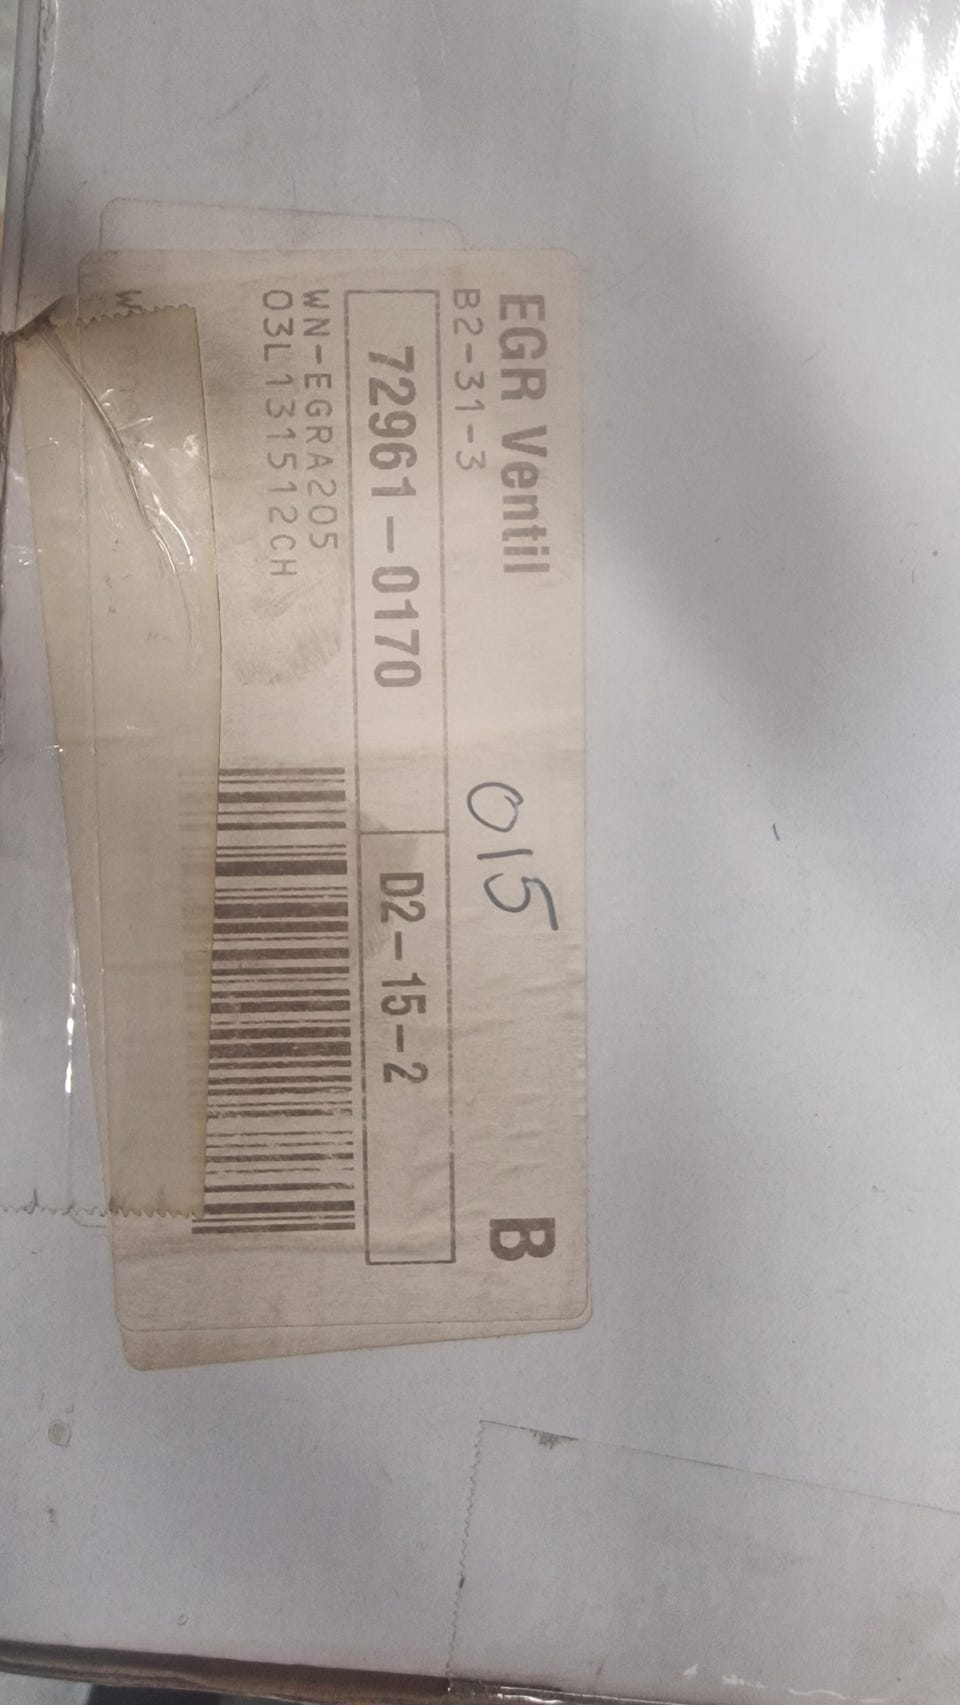 EGR Ventil
015
B
B2-31-3
72961-0170
D2-15-2
WN-EGRA205
03L131512CH